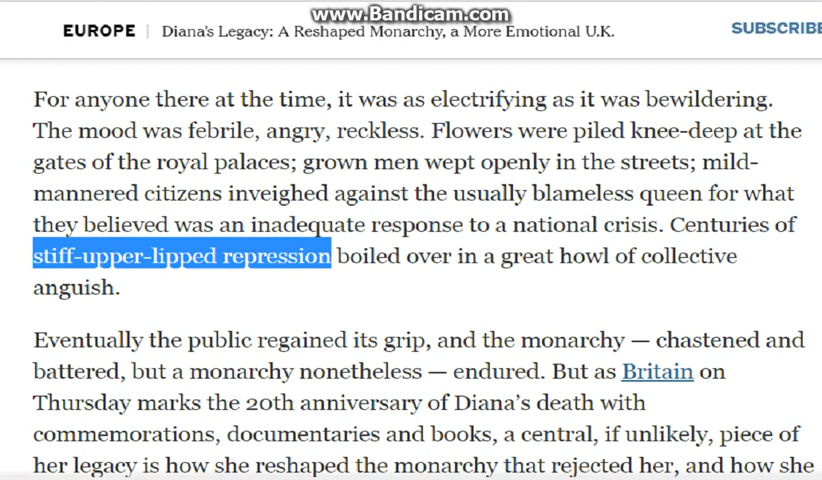 www.Bandicam.com
EUROPE | Diana's Legacy: A Reshaped Monarchy, a More Emotional U.K. SUBSCRIBE
For anyone there at the time, it was as electrifying as it was bewildering.
The mood was febrile, angry, reckless. Flowers were piled knee-deep at the
gates of the royal palaces; grown men wept openly in the streets; mild-
mannered citizens inveighed against the usually blameless queen for what
they believed was an inadequate response to a national crisis. Centuries of
stiff-upper-lipped repression boiled over in a great howl of collective
anguish.
Eventually the public regained its grip, and the monarchy — chastened and
battered, but a monarchy nonetheless — endured. But as Britain on
Thursday marks the 20th anniversary of Diana's death with
commemorations, documentaries and books, a central, if unlikely, piece of
her legacy is how she reshaped the monarchy that rejected her, and how she